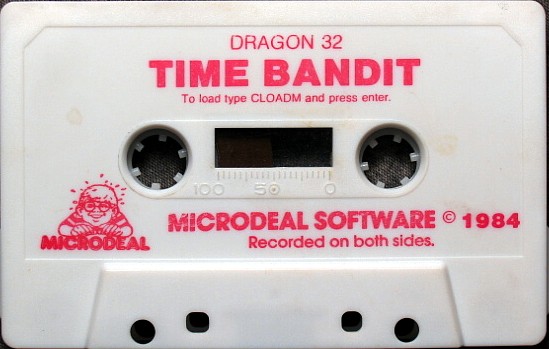 DRAGON 32
TIME BANDIT
To load type CLOADM and press enter.
100 50 0
MICRODEAL
MICRODEAL SOFTWARE © 1984
Recorded on both sides.